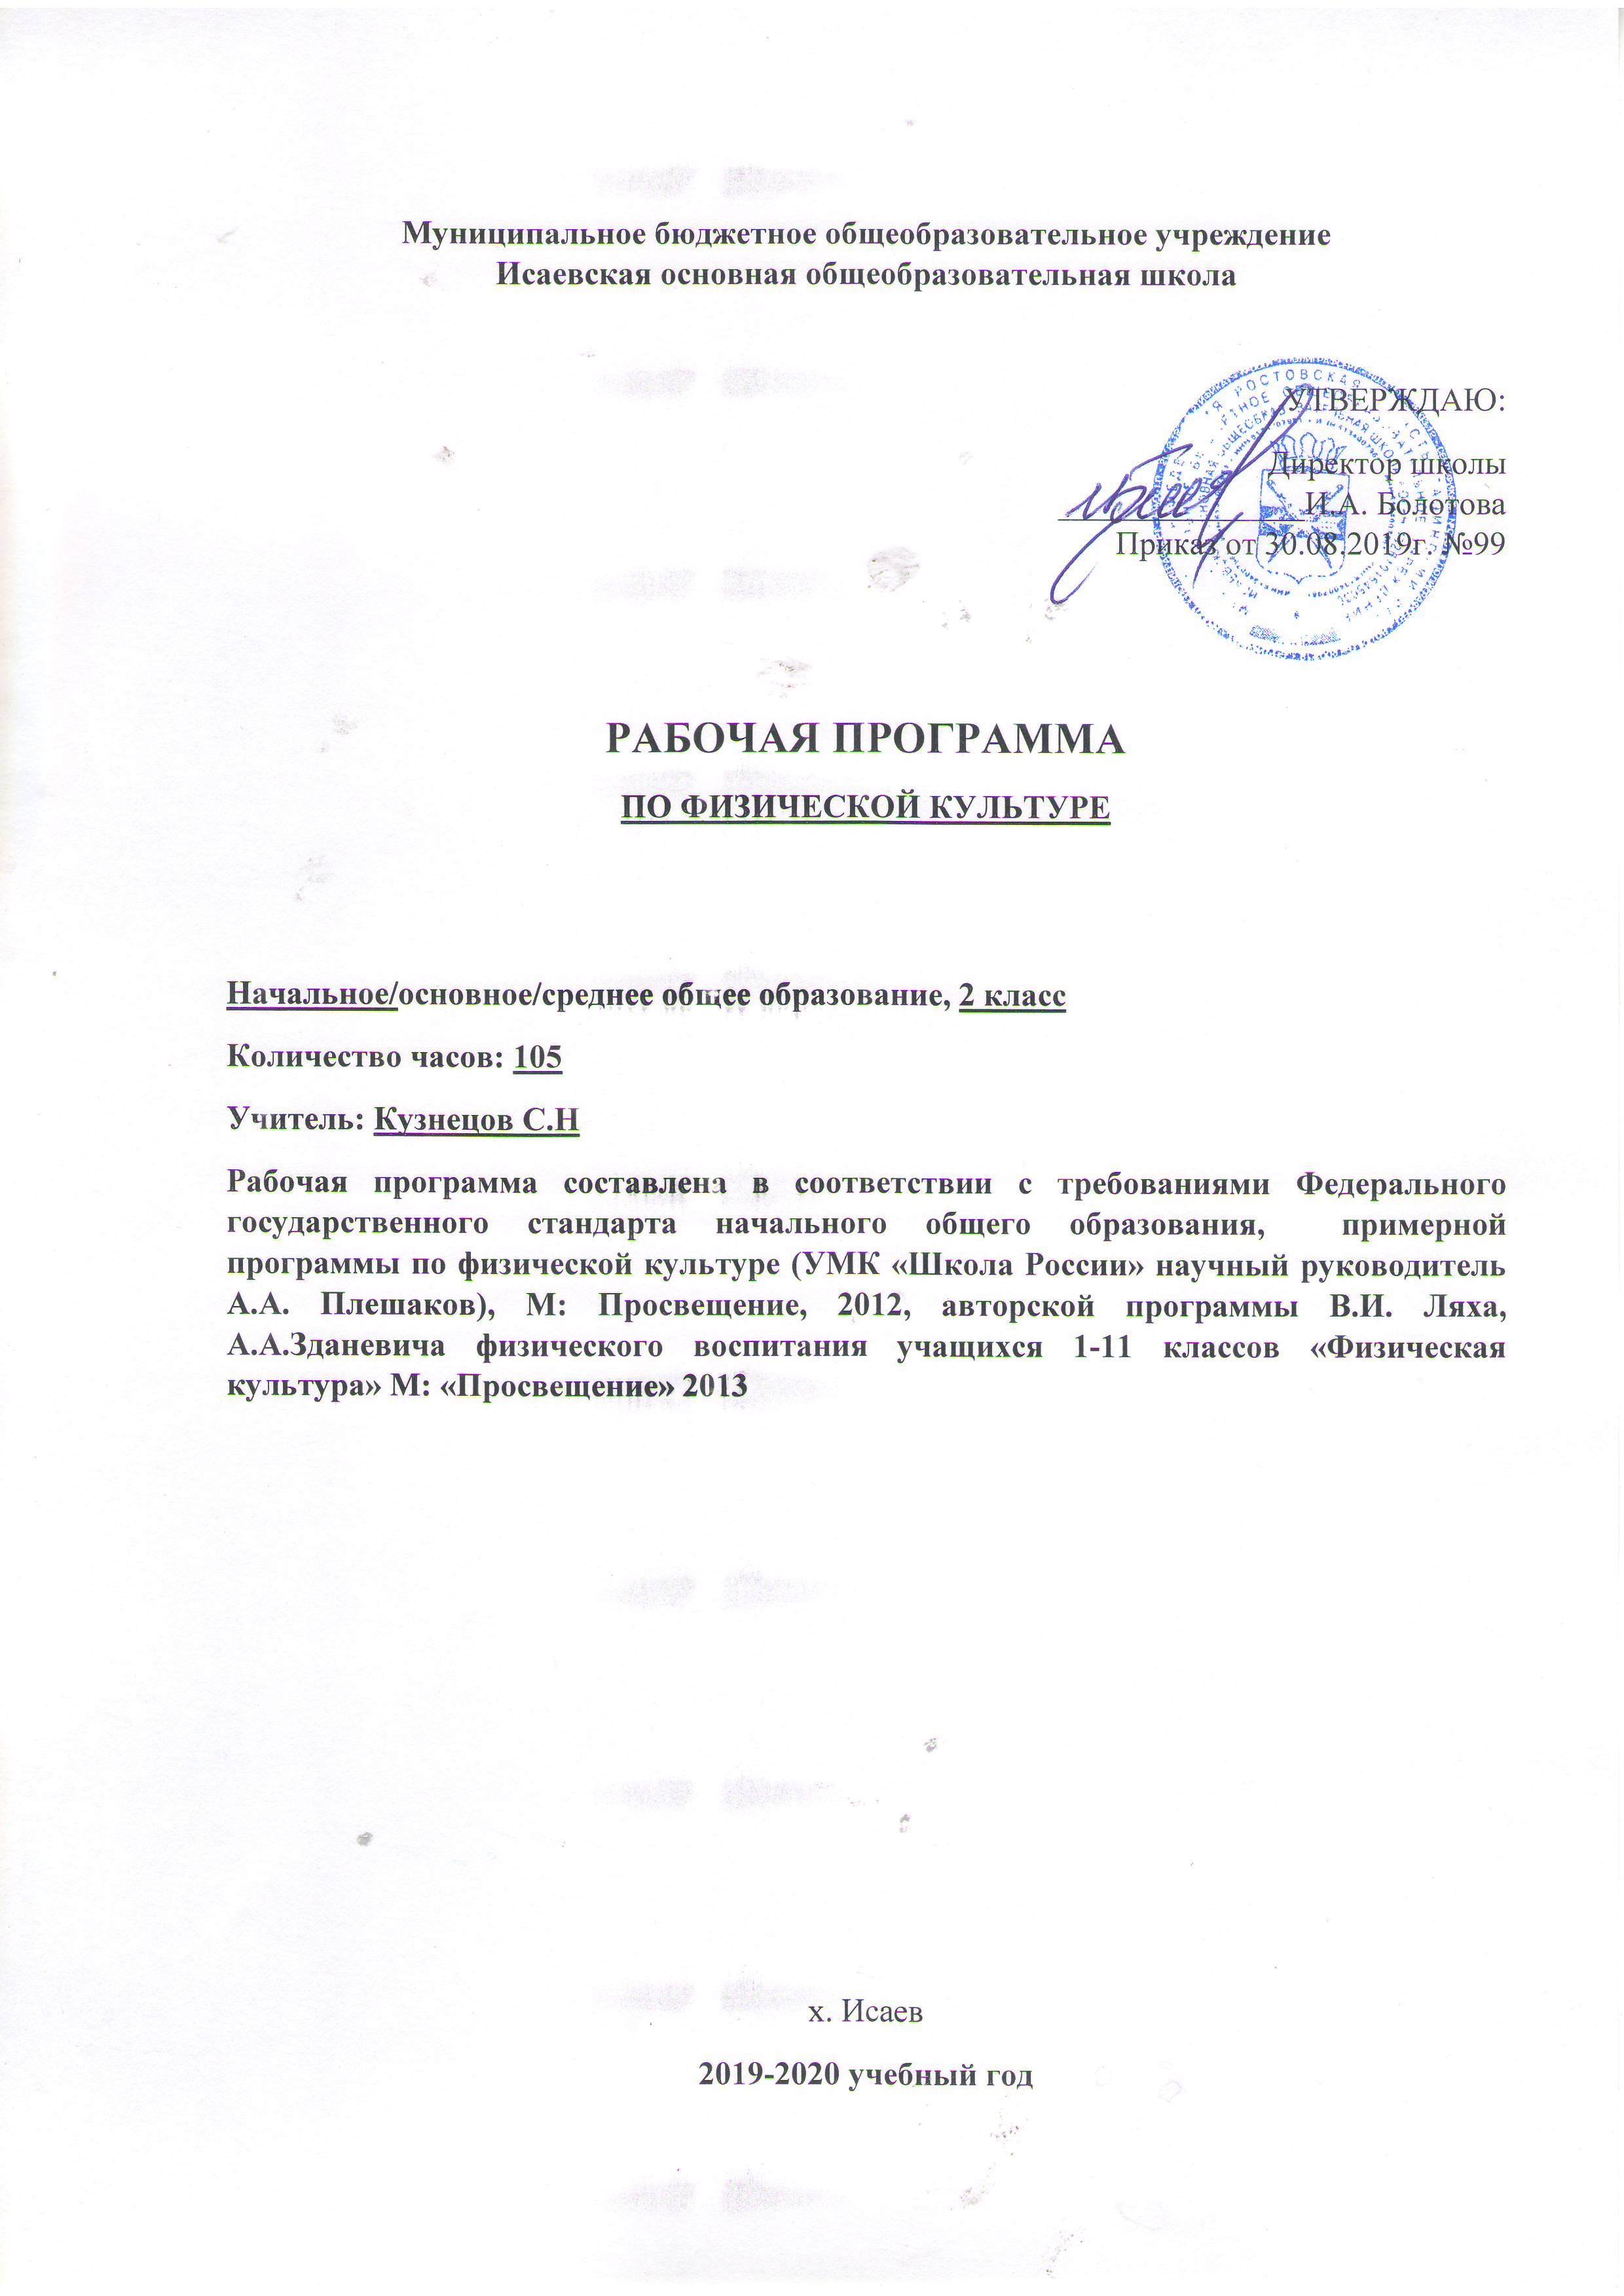 Муниципальное бюджетное общеобразовательное учреждение
Исаевская основная общеобразовательная школа
УТВЕРЖДАЮ:
Директор школы
_______________И.А. Болотова
Приказ от 30.08.2019г. №99
РАБОЧАЯ ПРОГРАММА
ПО ФИЗИЧЕСКОЙ КУЛЬТУРЕ
Начальное/основное/среднее общее образование, 2 класс
Количество часов: 105
Учитель: Кузнецов С.Н
Рабочая программа составлена в соответствии с требованиями Федерального
государственного стандарта начального общего образования, примерной
программы по физической культуре (УМК «Школа России» научный руководитель
А.А. Плешаков), М: Просвещение, 2012, авторской программы В.И. Ляха,
А.А.Зданевича физического воспитания учащихся 1-11 классов «Физическая
культура» М: «Просвещение» 2013
х. Исаев
2019-2020 учебный год